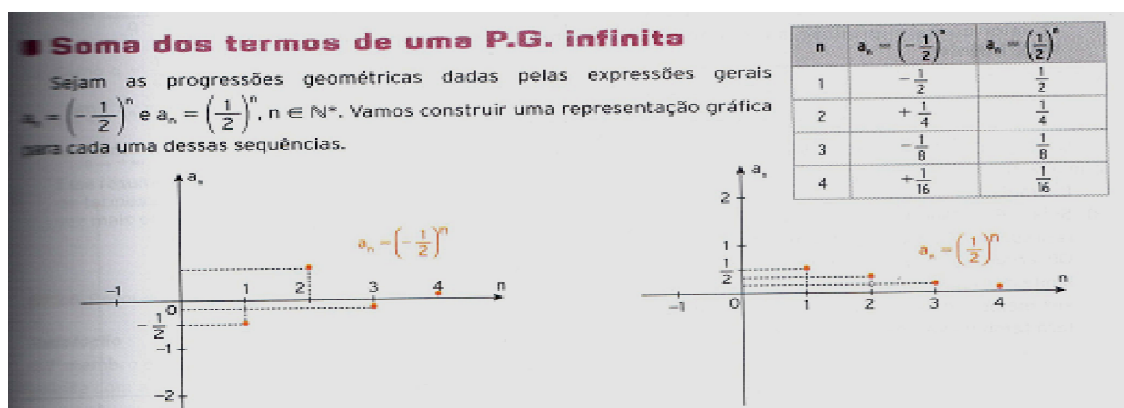 Soma dos termos de uma P.G. infinita
Sejam as progressões geométricas dadas pelas expressões gerais
aₙ = (-1/2)ⁿ e aₙ = (1/2)ⁿ, n ∈ ℕ*. Vamos construir uma representação gráfica
para cada uma dessas sequências.
n aₙ = (-1/2)ⁿ aₙ = (1/2)ⁿ
1 -1/2 1/2
2 +1/4 1/4
3 -1/8 1/8
4 +1/16 1/16
aₙ
aₙ = (-1/2)ⁿ
-1 1 2 3 4 n
0
-1/2
-1
-2
aₙ
2
1
aₙ = (1/2)ⁿ
1/2
n
-1 0 1 2 3 4